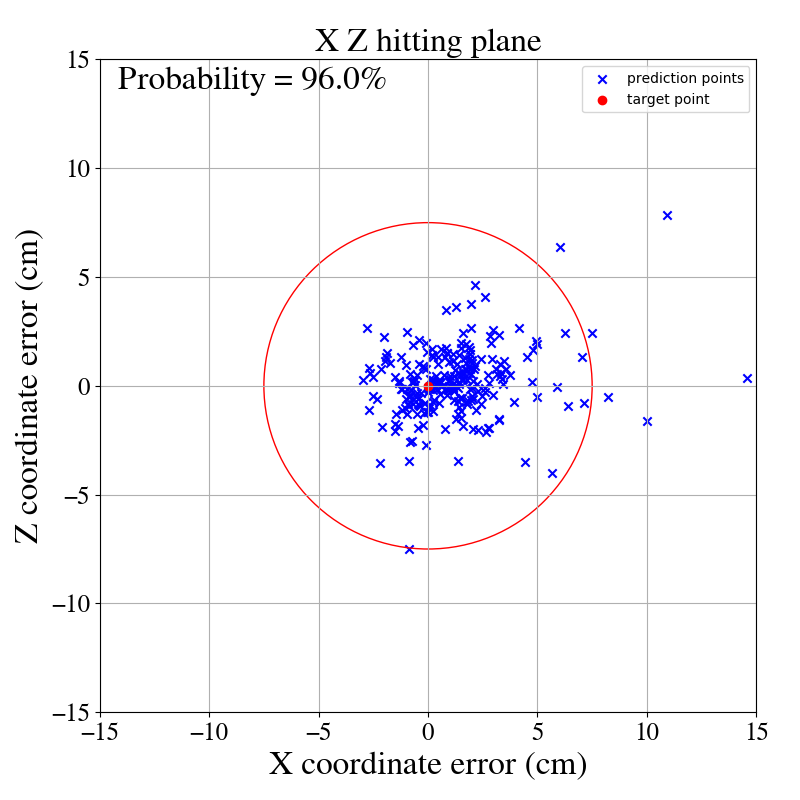 X Z hitting plane
Probability = 96.0%
prediction points
target point
15
10
5
0
−5
−10
−15
Z coordinate error (cm)
−15
−10
−5
0
5
10
15
X coordinate error (cm)